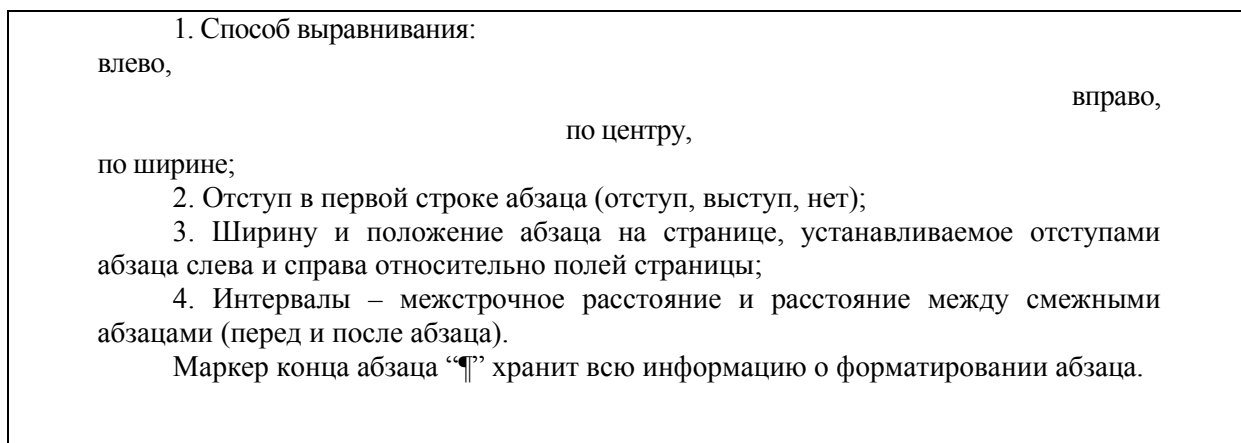 1. Способ выравнивания:
влево,
вправо,
по центру,
по ширине;
2. Отступ в первой строке абзаца (отступ, выступ, нет);
3. Ширину и положение абзаца на странице, устанавливаемое отступами
абзаца слева и справа относительно полей страницы;
4. Интервалы – межстрочное расстояние и расстояние между смежными
абзацами (перед и после абзаца).
Маркер конца абзаца “¶” хранит всю информацию о форматировании абзаца.